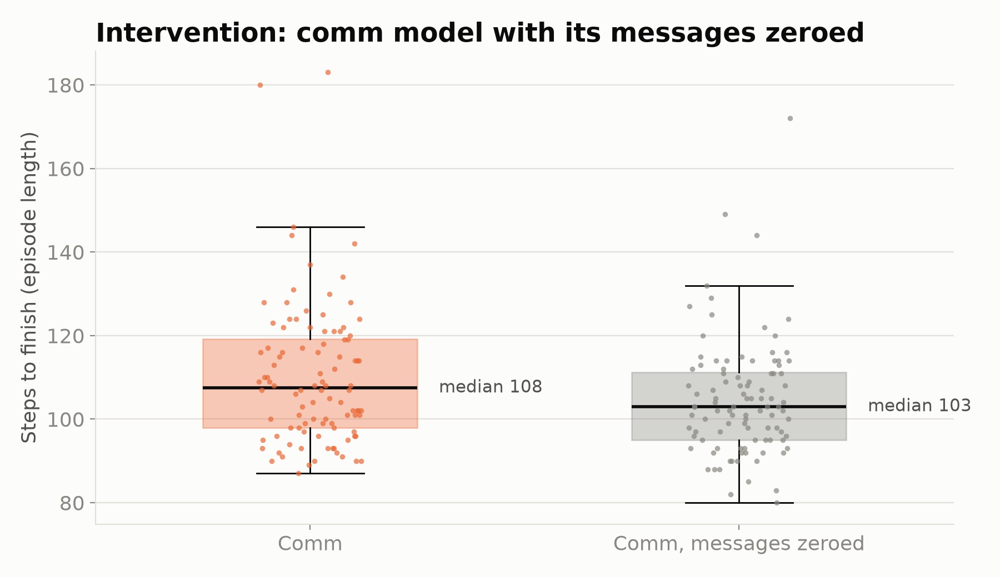 Intervention: comm model with its messages zeroed
Steps to finish (episode length)
180
160
140
120
100
80
median 108
median 103
Comm
Comm, messages zeroed